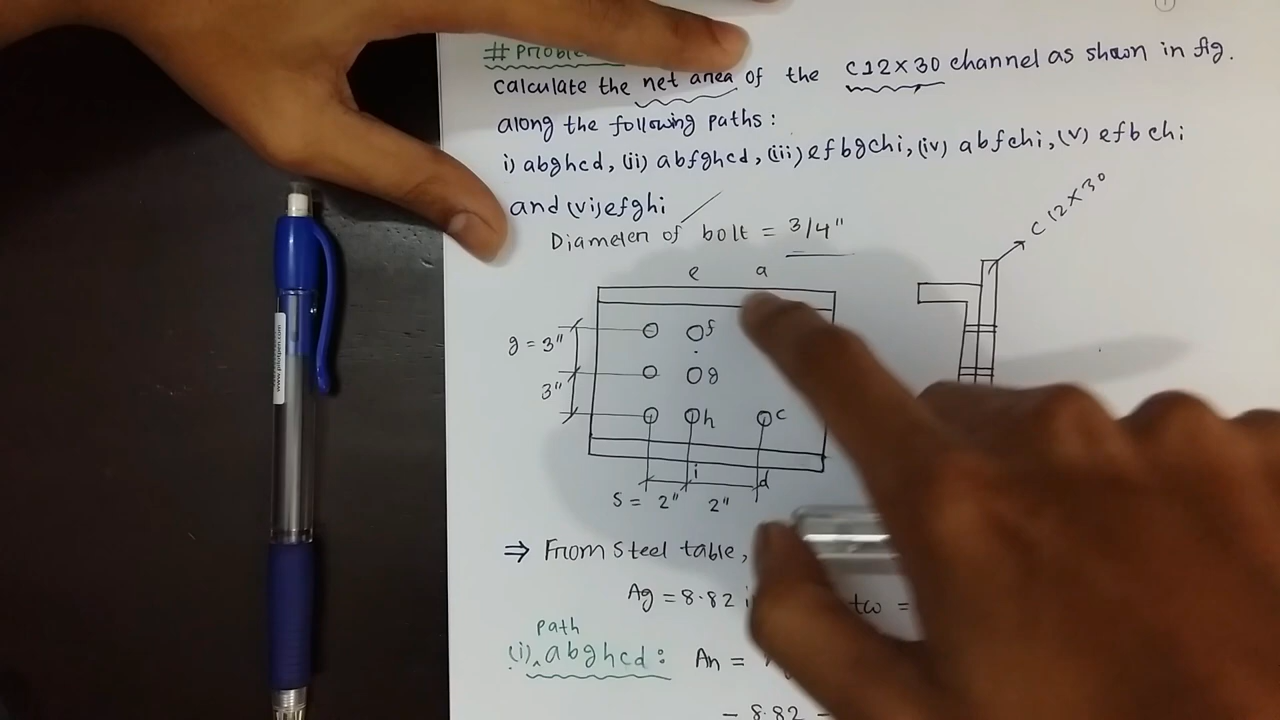 # Proble
calculate the net area of the C12×30 channel as shown in fig.
along the following paths:
i) abghcd, (ii) abfghcd, (iii) efbgchi, (iv) abfchi, (v) efbchi
and (vi) efghi
Diameter of bolt = 3/4"
C 12×30
e a
f
g = 3"
g
3"
h c
i d
S = 2" 2"
⇒ From steel table,
Ag = 8.82 tw =
path
(i) abghcd: An =
= 8.82 -